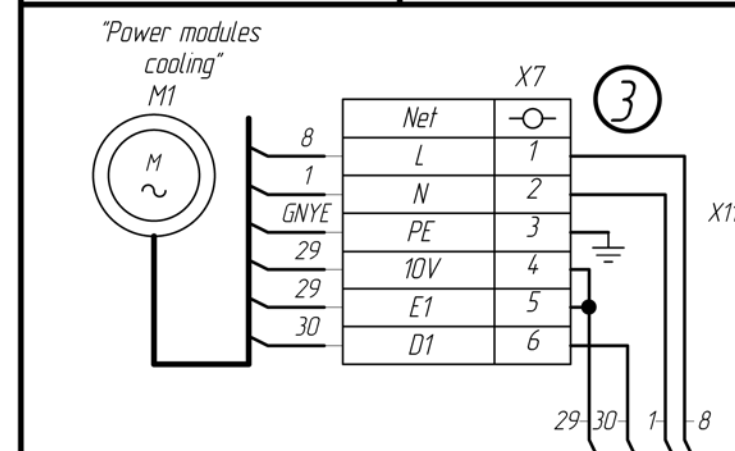 "Power modules
cooling"
M1
M
X7
3
Net
8 L 1
1 N 2
GNYE PE 3
29 10V 4
29 E1 5
30 D1 6
29 30 1 8